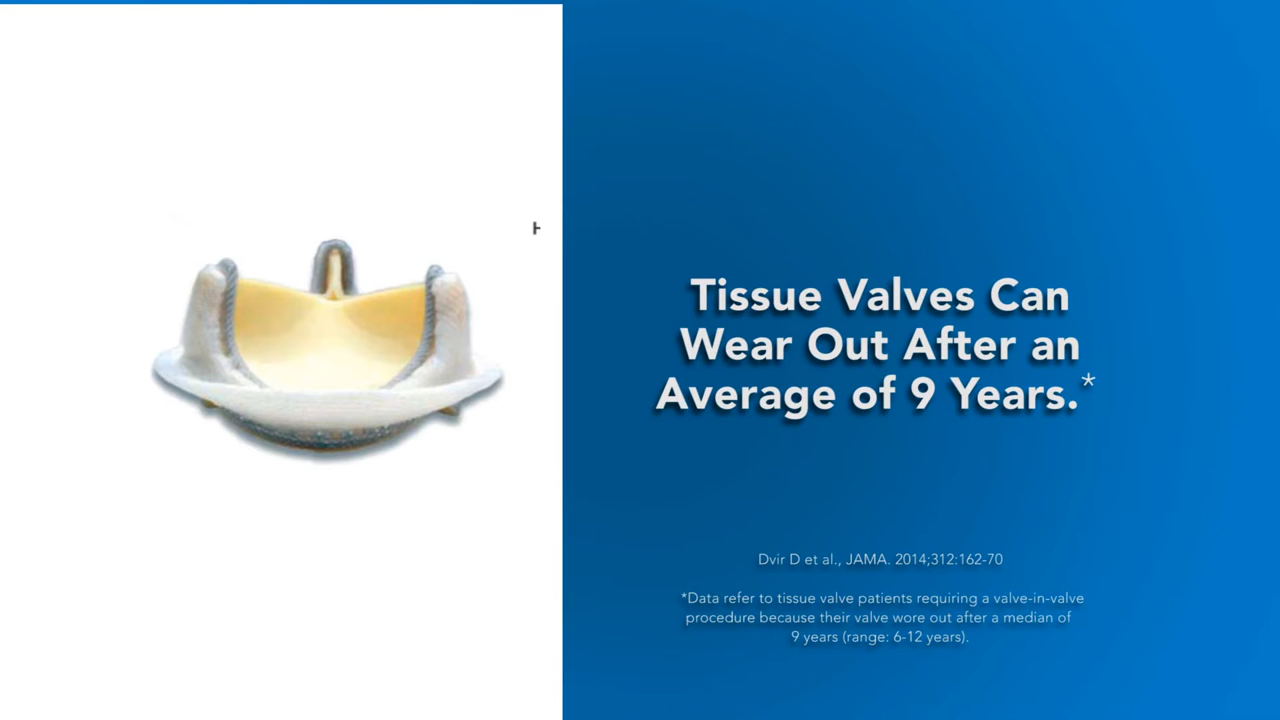 Tissue Valves Can
Wear Out After an
Average of 9 Years.*
Dvir D et al., JAMA. 2014;312:162-70
*Data refer to tissue valve patients requiring a valve-in-valve
procedure because their valve wore out after a median of
9 years (range: 6-12 years).